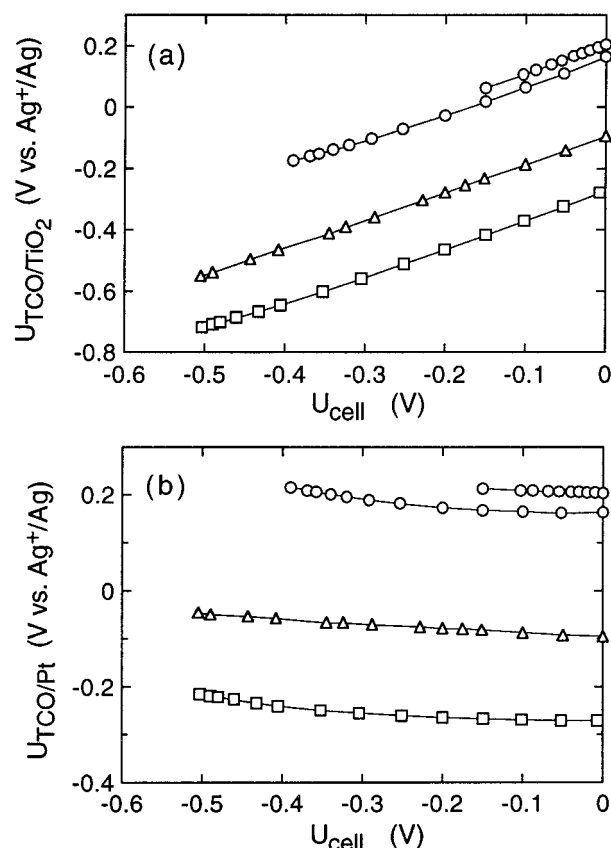 (a)
U_TCO/TiO₂ (V vs. Ag⁺/Ag)
0.2
0
-0.2
-0.4
-0.6
-0.8
-0.6 -0.5 -0.4 -0.3 -0.2 -0.1 0
U_cell (V)
(b)
U_TCO/Pt (V vs. Ag⁺/Ag)
0.2
0
-0.2
-0.4
-0.6 -0.5 -0.4 -0.3 -0.2 -0.1 0
U_cell (V)